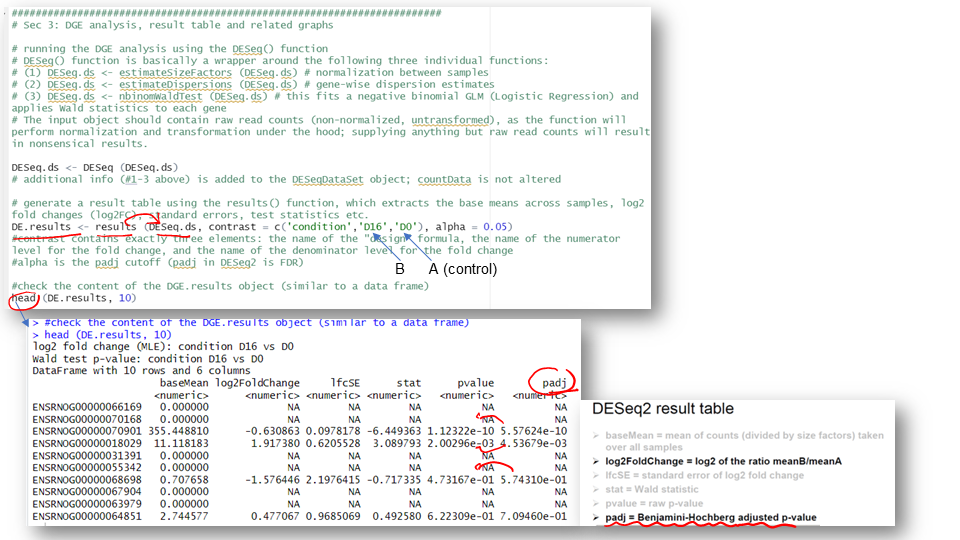 ########################################################################
# Sec 3: DGE analysis, result table and related graphs
# running the DGE analysis using the DESeq() function
# DESeq() function is basically a wrapper around the following three individual functions:
# (1) DESeq.ds <- estimateSizeFactors (DESeq.ds) # normalization between samples
# (2) DESeq.ds <- estimateDispersions (DESeq.ds) # gene-wise dispersion estimates
# (3) DESeq.ds <- nbinomWaldTest (DESeq.ds) # this fits a negative binomial GLM (Logistic Regression) and
applies Wald statistics to each gene
# The input object should contain raw read counts (non-normalized, untransformed), as the function will
perform normalization and transformation under the hood; supplying anything but raw read counts will result
in nonsensical results.
DESeq.ds <- DESeq (DESeq.ds)
# additional info (#1-3 above) is added to the DESeqDataSet object; countData is not altered
# generate a result table using the results() function, which extracts the base means across samples, log2
fold changes (log2FC), standard errors, test statistics etc.
DE.results <- results (DESeq.ds, contrast = c('condition','D16','D0'), alpha = 0.05)
#contrast contains exactly three elements: the name of the "design" formula, the name of the numerator
level for the fold change, and the name of the denominator level for the fold change
#alpha is the padj cutoff (padj in DESeq2 is FDR)
B A (control)
#check the content of the DGE.results object (similar to a data frame)
head (DE.results, 10)
> #check the content of the DGE.results object (similar to a data frame)
> head (DE.results, 10)
log2 fold change (MLE): condition D16 vs D0
Wald test p-value: condition D16 vs D0
DataFrame with 10 rows and 6 columns
baseMean log2FoldChange lfcSE stat pvalue padj
<numeric> <numeric> <numeric> <numeric> <numeric> <numeric>
ENSRNOG00000066169 0.000000 NA NA NA NA NA
ENSRNOG00000070168 0.000000 NA NA NA NA NA
ENSRNOG00000070901 355.448810 -0.630863 0.0978178 -6.449363 1.12322e-10 5.57624e-10
ENSRNOG00000018029 11.118183 1.917380 0.6205528 3.089793 2.00296e-03 4.53679e-03
ENSRNOG00000031391 0.000000 NA NA NA NA NA
ENSRNOG00000055342 0.000000 NA NA NA NA NA
ENSRNOG00000068698 0.707658 -1.576446 2.1976415 -0.717335 4.73167e-01 5.74310e-01
ENSRNOG00000067904 0.000000 NA NA NA NA NA
ENSRNOG00000063979 0.000000 NA NA NA NA NA
ENSRNOG00000064851 2.744577 0.477067 0.9685069 0.492580 6.22309e-01 7.09460e-01
DESeq2 result table
➢ baseMean = mean of counts (divided by size factors) taken
over all samples
➢ log2FoldChange = log2 of the ratio meanB/meanA
➢ lfcSE = standard error of log2 fold change
➢ stat = Wald statistic
➢ pvalue = raw p-value
➢ padj = Benjamini-Hochberg adjusted p-value